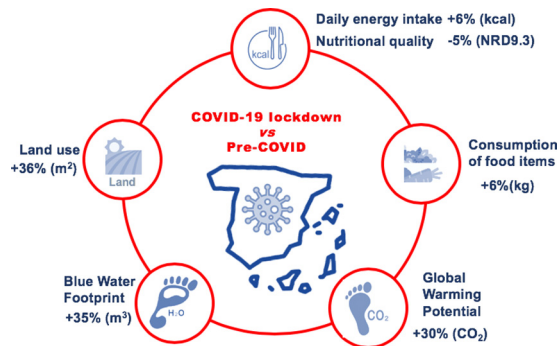 Daily energy intake +6% (kcal)
Nutritional quality -5% (NRD9.3)
kcal
COVID-19 lockdown
vs
Pre-COVID
Land use
+36% (m²)
Land
Consumption
of food items
+6%(kg)
Blue Water
Footprint
+35% (m³)
H₂O
Global
Warming
Potential
+30% (CO₂)
CO₂